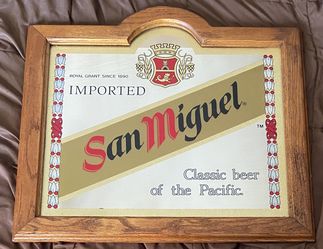 ROYAL GRANT, SINCE 1890
IMPORTED
San Miguel®
TM
Classic beer
of the Pacific.